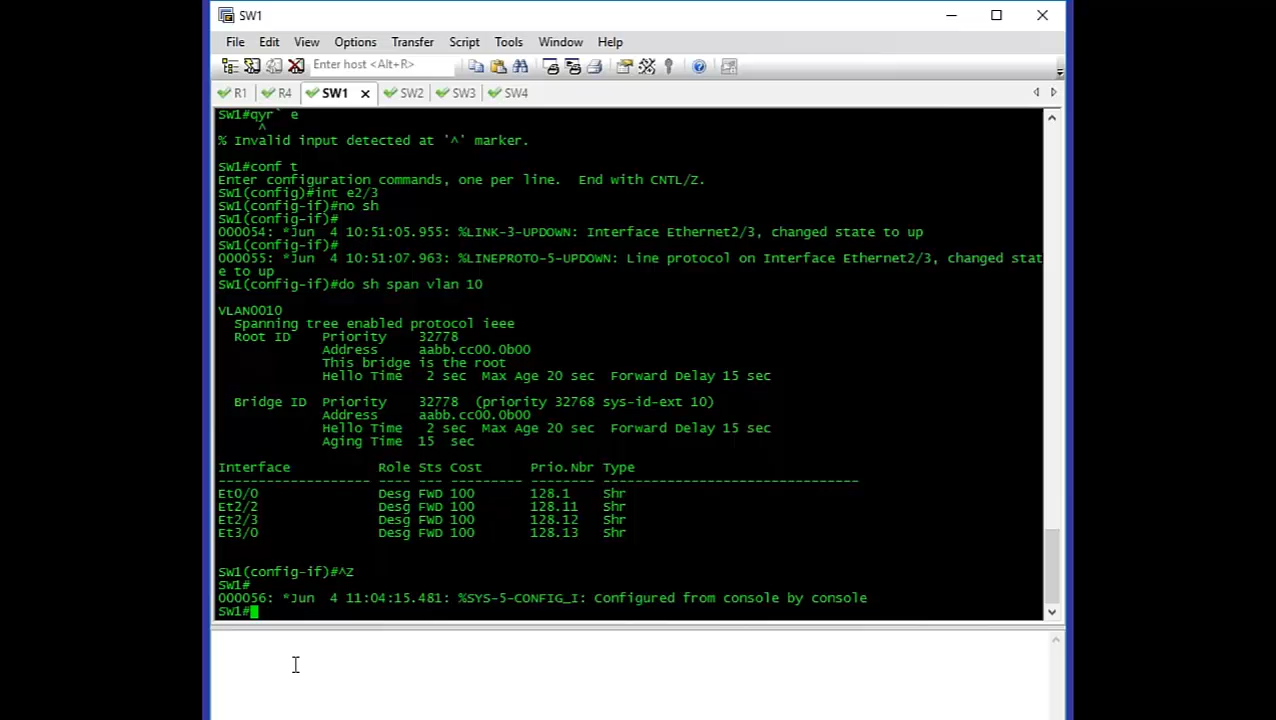 SW1
File Edit View Options Transfer Script Tools Window Help
Enter host <Alt+R>
R1 R4 SW1 SW2 SW3 SW4
SW1#qyr` e
^
% Invalid input detected at '^' marker.
SW1#conf t
Enter configuration commands, one per line.  End with CNTL/Z.
SW1(config)#int e2/3
SW1(config-if)#no sh
SW1(config-if)#
000054: *Jun  4 10:51:05.955: %LINK-3-UPDOWN: Interface Ethernet2/3, changed state to up
SW1(config-if)#
000055: *Jun  4 10:51:07.963: %LINEPROTO-5-UPDOWN: Line protocol on Interface Ethernet2/3, changed stat
e to up
SW1(config-if)#do sh span vlan 10
VLAN0010
Spanning tree enabled protocol ieee
Root ID    Priority    32778
Address     aabb.cc00.0b00
This bridge is the root
Hello Time   2 sec  Max Age 20 sec  Forward Delay 15 sec
Bridge ID  Priority    32778  (priority 32768 sys-id-ext 10)
Address     aabb.cc00.0b00
Hello Time   2 sec  Max Age 20 sec  Forward Delay 15 sec
Aging Time  15  sec
Interface           Role Sts Cost      Prio.Nbr Type
------------------- ---- --- --------- -------- --------------------------------
Et0/0               Desg FWD 100       128.1    Shr
Et2/2               Desg FWD 100       128.11   Shr
Et2/3               Desg FWD 100       128.12   Shr
Et3/0               Desg FWD 100       128.13   Shr
SW1(config-if)#^Z
SW1#
000056: *Jun  4 11:04:15.481: %SYS-5-CONFIG_I: Configured from console by console
SW1#